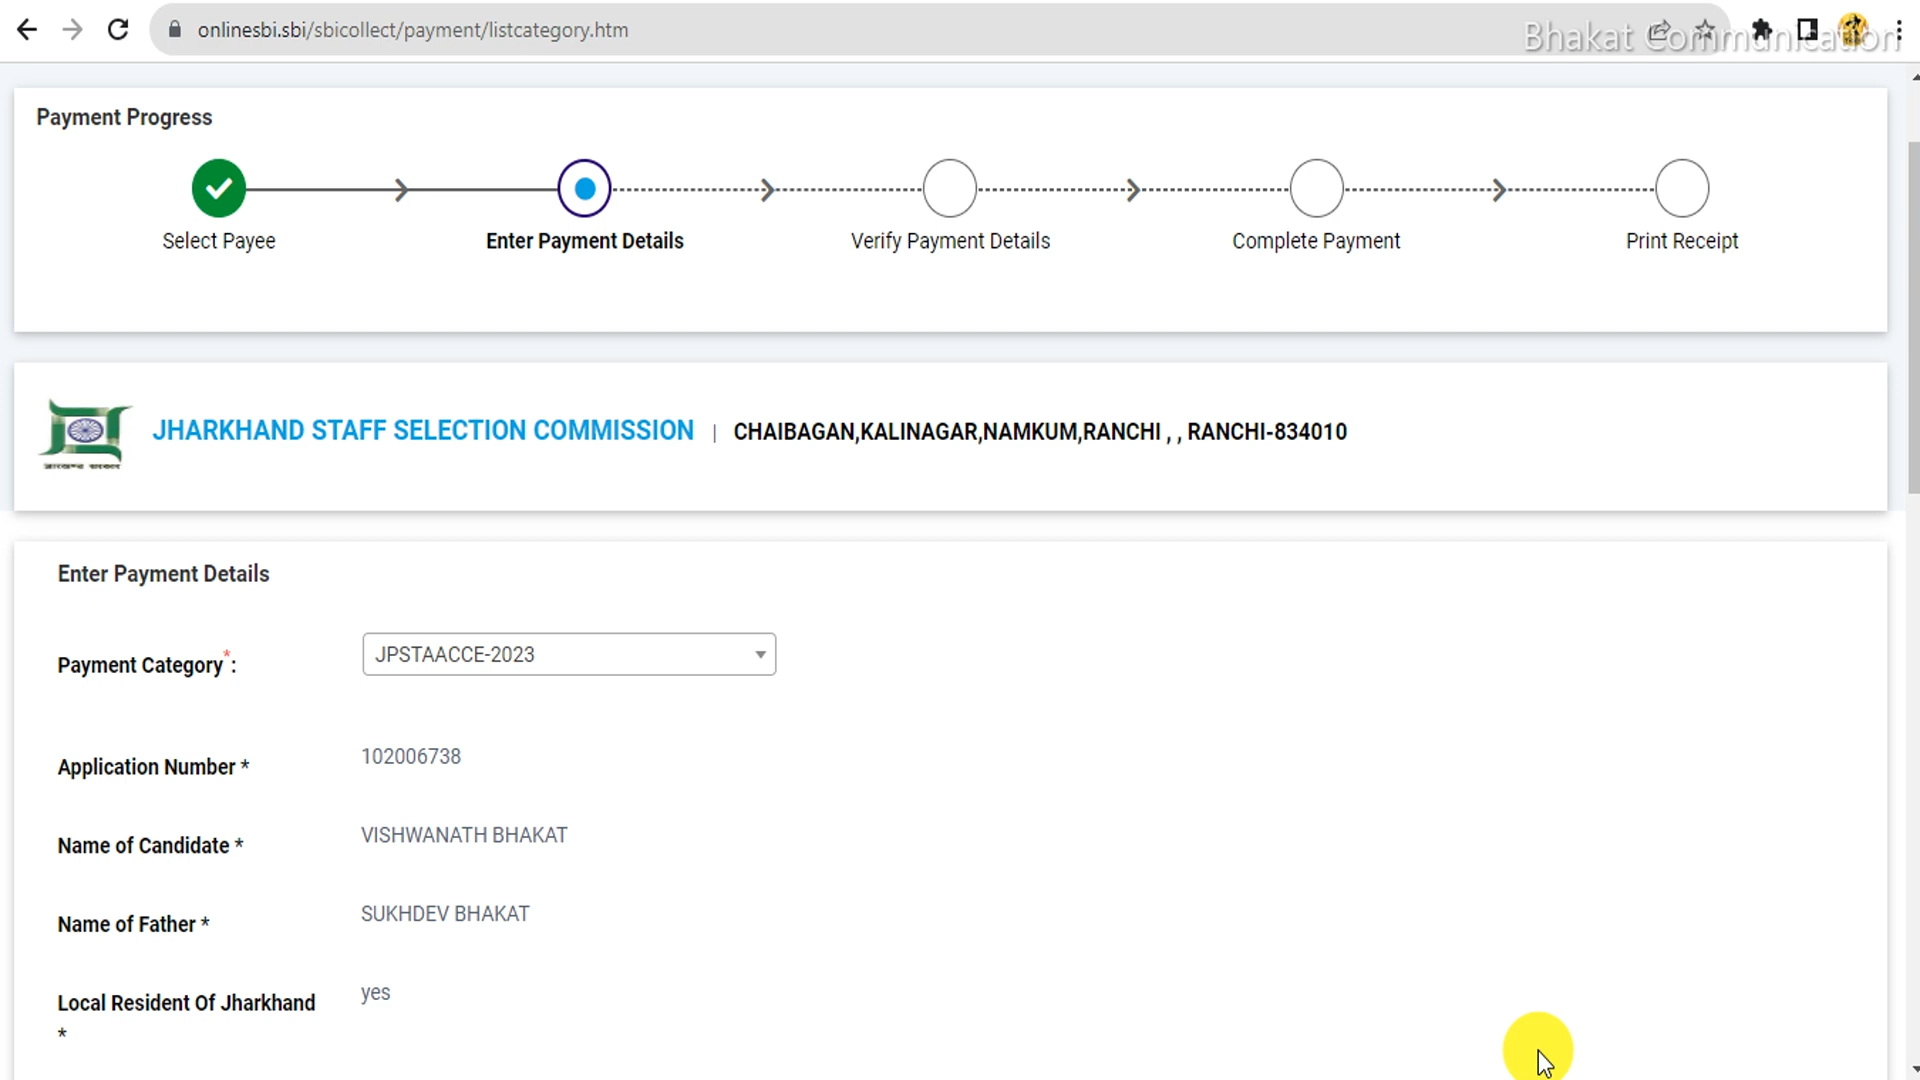 onlinesbi.sbi/sbicollect/payment/listcategory.htm
Bhakat Communication
Payment Progress
Select Payee
Enter Payment Details
Verify Payment Details
Complete Payment
Print Receipt
JHARKHAND STAFF SELECTION COMMISSION | CHAIBAGAN,KALINAGAR,NAMKUM,RANCHI , , RANCHI-834010
झारखण्ड सरकार
Enter Payment Details
Payment Category*: JPSTAACCE-2023
Application Number * 102006738
Name of Candidate * VISHWANATH BHAKAT
Name of Father * SUKHDEV BHAKAT
Local Resident Of Jharkhand yes
*